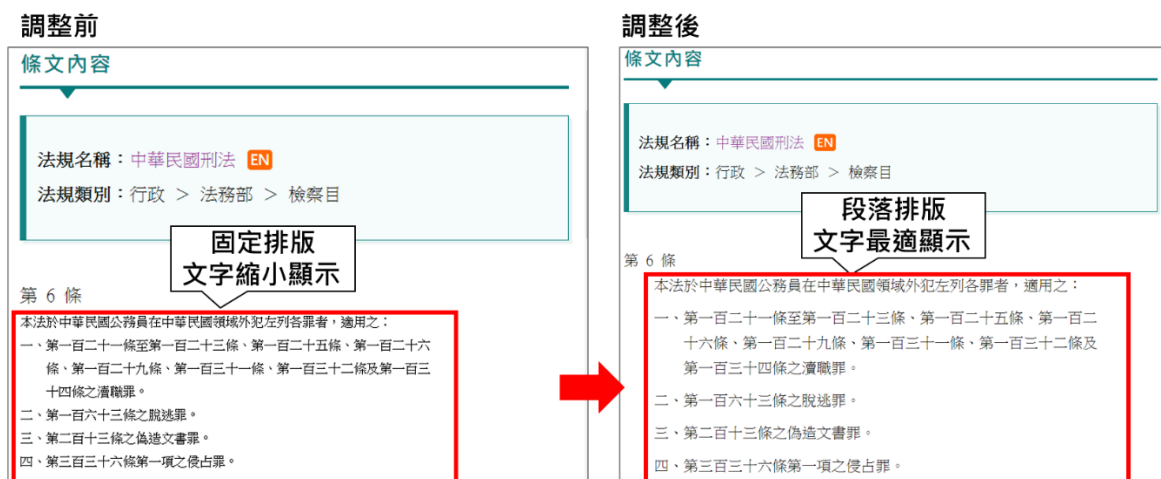 調整前
條文內容
法規名稱：中華民國刑法 EN
法規類別：行政 > 法務部 > 檢察目
固定排版
文字縮小顯示
第 6 條
本法於中華民國公務員在中華民國領域外犯左列各罪者，適用之：
一、第一百二十一條至第一百二十三條、第一百二十五條、第一百二十六
條、第一百二十九條、第一百三十一條、第一百三十二條及第一百三
十四條之瀆職罪。
二、第一百六十三條之脫逃罪。
三、第二百十三條之偽造文書罪。
四、第三百三十六條第一項之侵占罪。
調整後
條文內容
法規名稱：中華民國刑法 EN
法規類別：行政 > 法務部 > 檢察目
段落排版
文字最適顯示
第 6 條
本法於中華民國公務員在中華民國領域外犯左列各罪者，適用之：
一、第一百二十一條至第一百二十三條、第一百二十五條、第一百二
十六條、第一百二十九條、第一百三十一條、第一百三十二條及
第一百三十四條之瀆職罪。
二、第一百六十三條之脫逃罪。
三、第二百十三條之偽造文書罪。
四、第三百三十六條第一項之侵占罪。